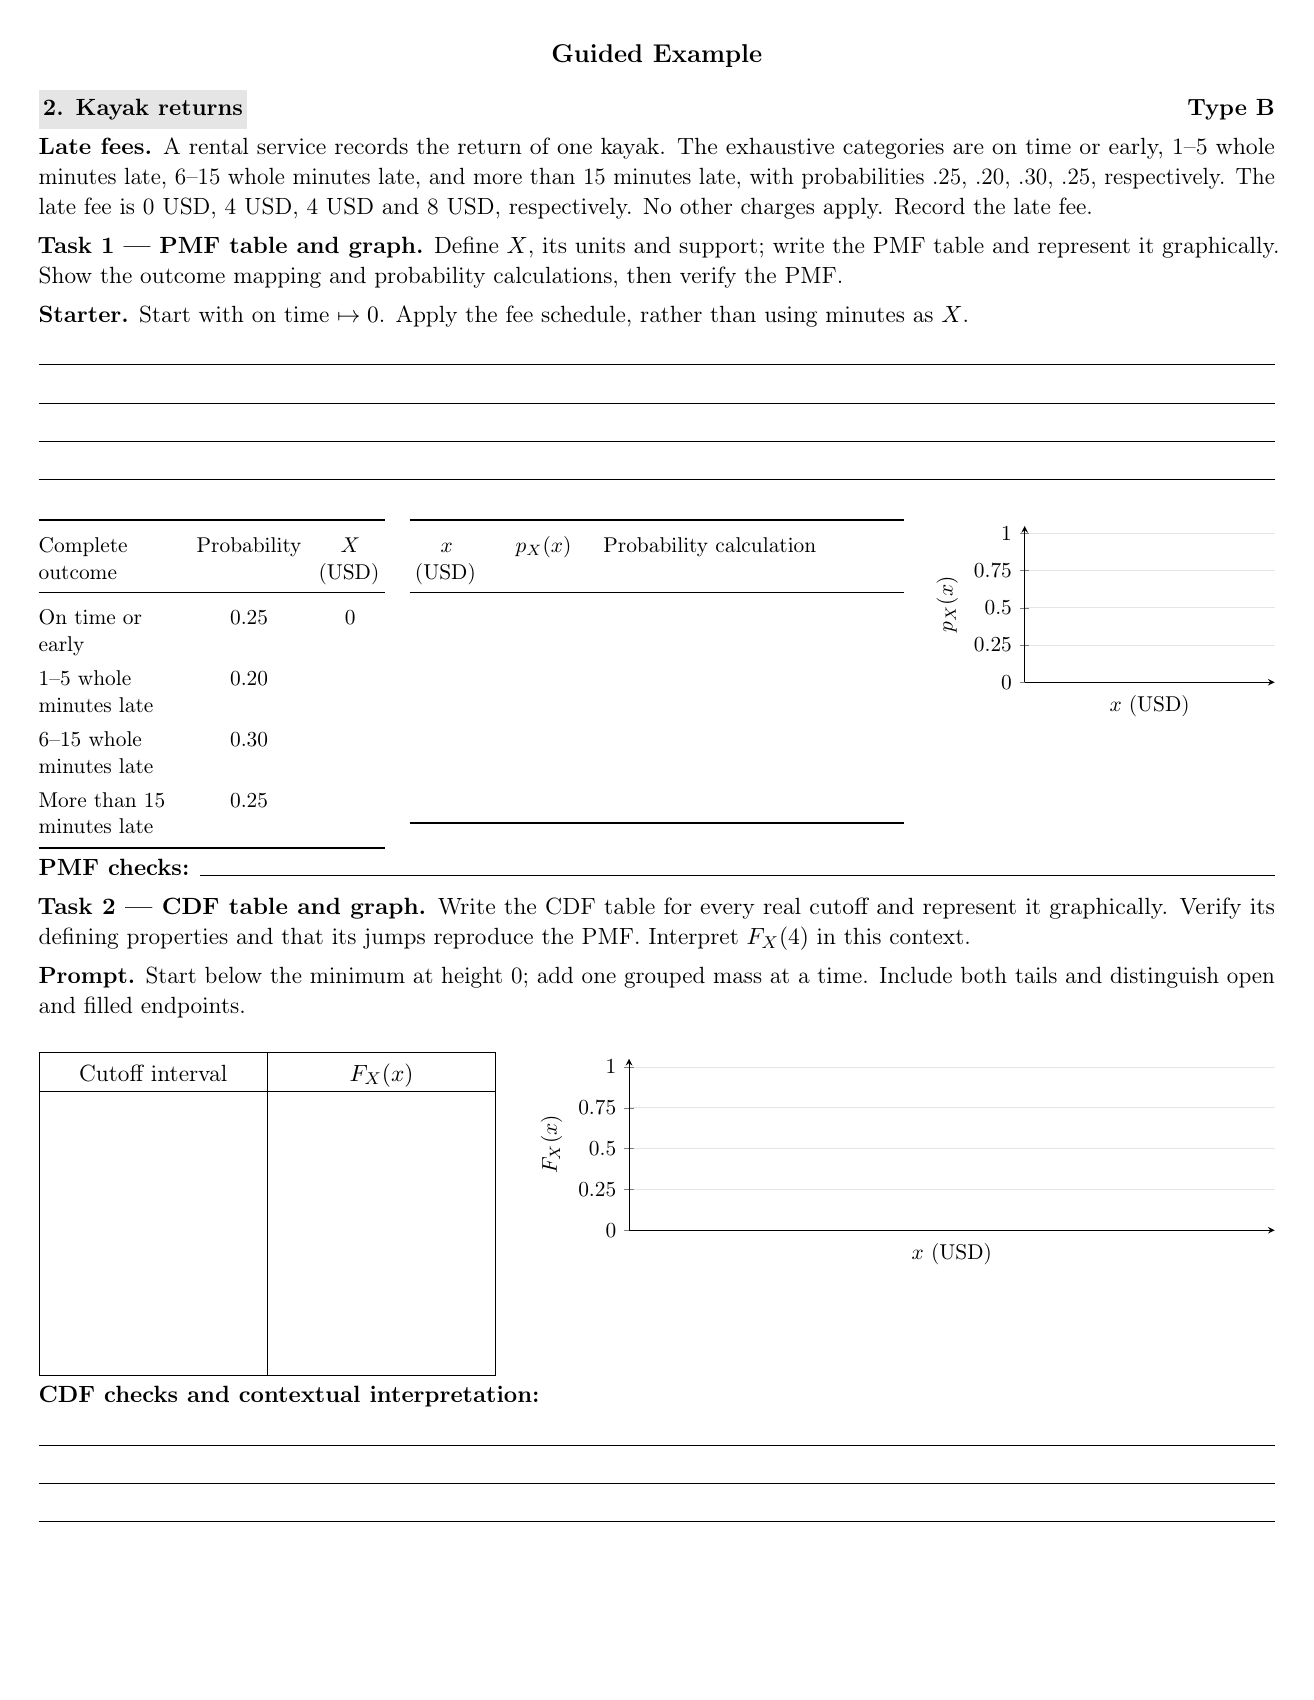 Guided Example
2. Kayak returns
Type B
Late fees. A rental service records the return of one kayak. The exhaustive categories are on time or early, 1–5 whole
minutes late, 6–15 whole minutes late, and more than 15 minutes late, with probabilities .25, .20, .30, .25, respectively. The
late fee is 0 USD, 4 USD, 4 USD and 8 USD, respectively. No other charges apply. Record the late fee.
Task 1 — PMF table and graph. Define X, its units and support; write the PMF table and represent it graphically.
Show the outcome mapping and probability calculations, then verify the PMF.
Starter. Start with on time ↦ 0. Apply the fee schedule, rather than using minutes as X.
Complete outcome Probability X (USD)
On time or early 0.25 0
1–5 whole minutes late 0.20
6–15 whole minutes late 0.30
More than 15 minutes late 0.25
x (USD) p_X(x) Probability calculation
1
0.75
0.5
0.25
0
p_X(x)
x (USD)
PMF checks:
Task 2 — CDF table and graph. Write the CDF table for every real cutoff and represent it graphically. Verify its
defining properties and that its jumps reproduce the PMF. Interpret F_X(4) in this context.
Prompt. Start below the minimum at height 0; add one grouped mass at a time. Include both tails and distinguish open
and filled endpoints.
Cutoff interval F_X(x)
1
0.75
0.5
0.25
0
F_X(x)
x (USD)
CDF checks and contextual interpretation: